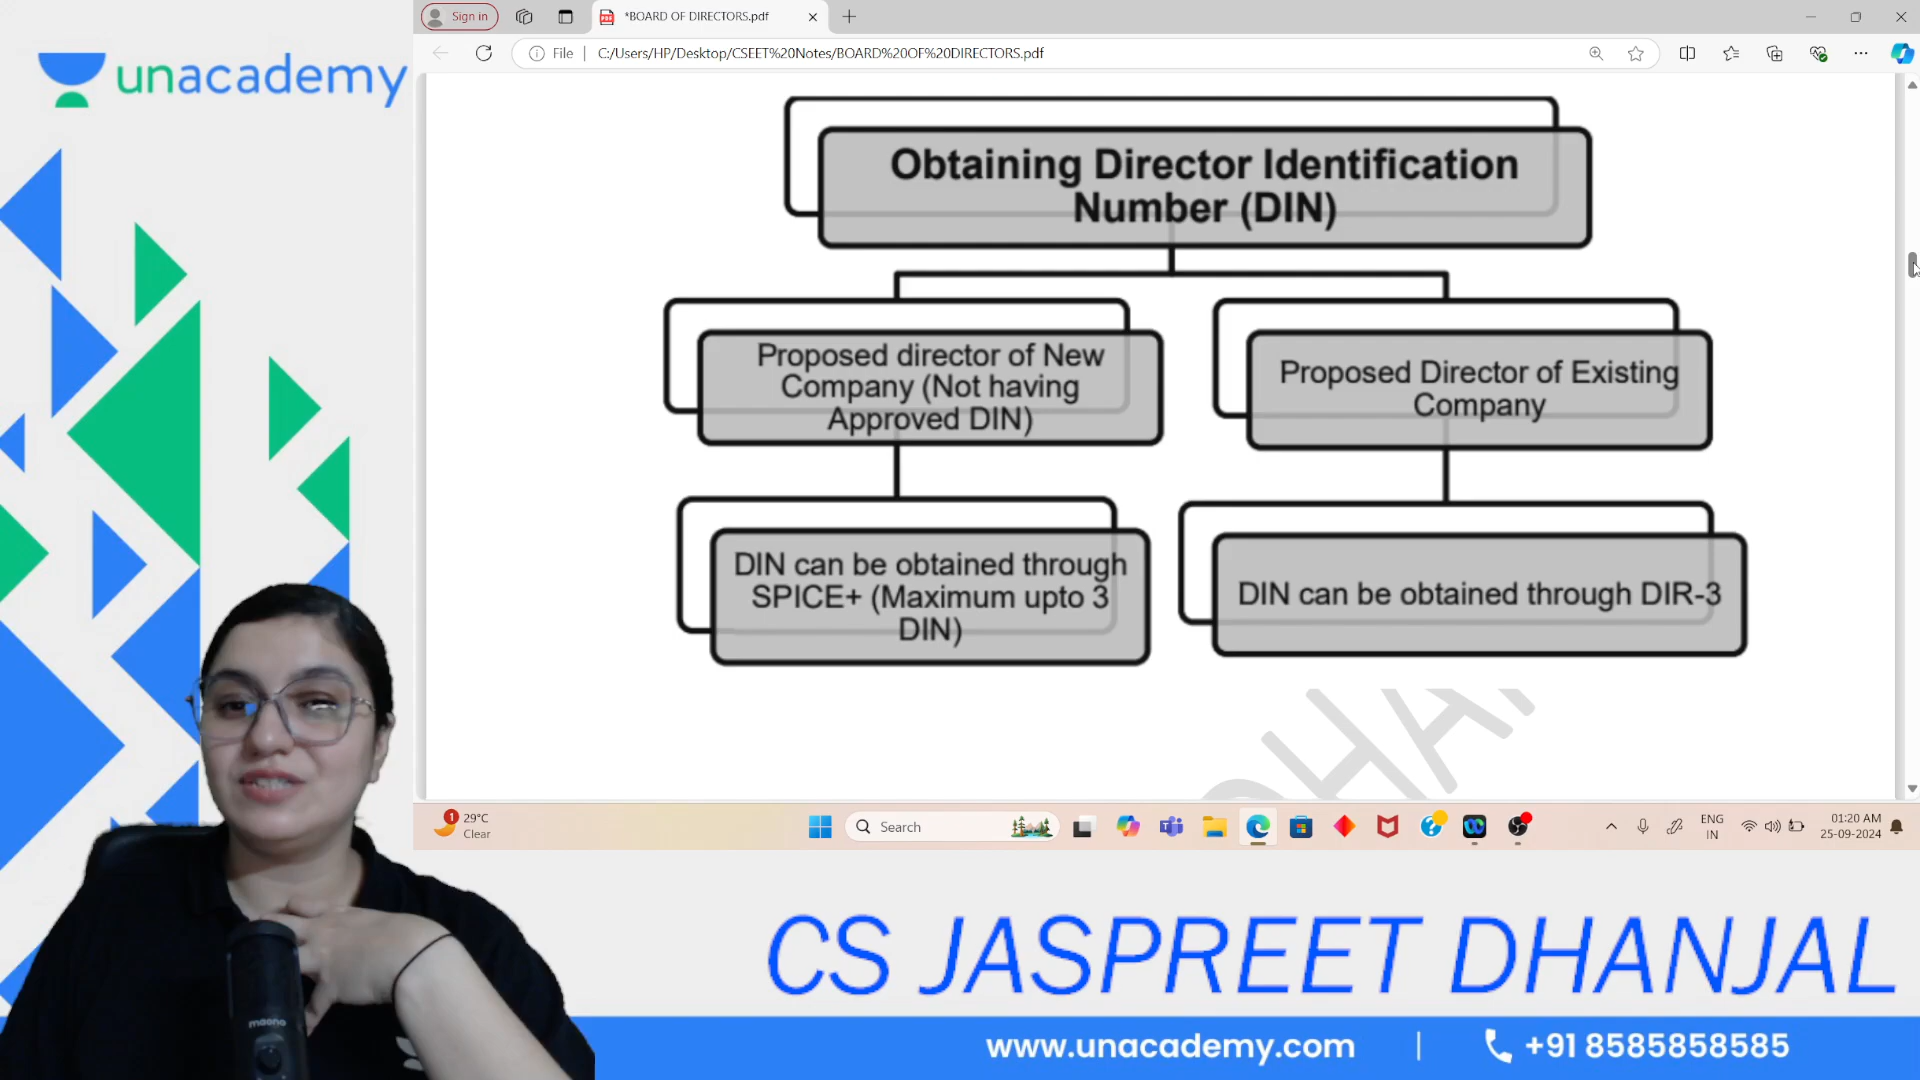 unacademy
Sign in
*BOARD OF DIRECTORS.pdf
File
C:/Users/HP/Desktop/CSEET%20Notes/BOARD%20OF%20DIRECTORS.pdf
Obtaining Director Identification
Number (DIN)
Proposed director of New
Company (Not having
Approved DIN)
Proposed Director of Existing
Company
DIN can be obtained through
SPICE+ (Maximum upto 3
DIN)
DIN can be obtained through DIR-3
1
29°C
Clear
Search
ENG
IN
01:20 AM
25-09-2024
maono
CS JASPREET DHANJAL
www.unacademy.com
+91 8585858585